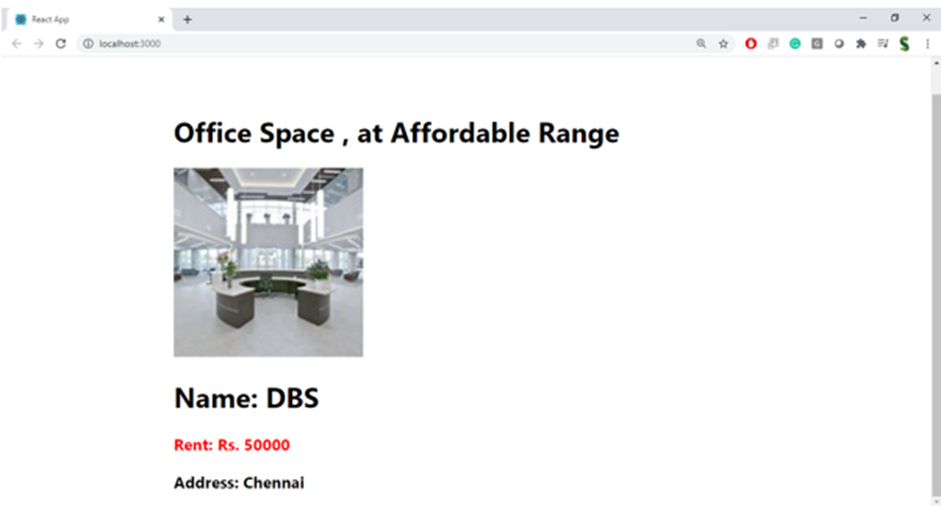 React App
localhost:3000
Office Space , at Affordable Range
Name: DBS
Rent: Rs. 50000
Address: Chennai